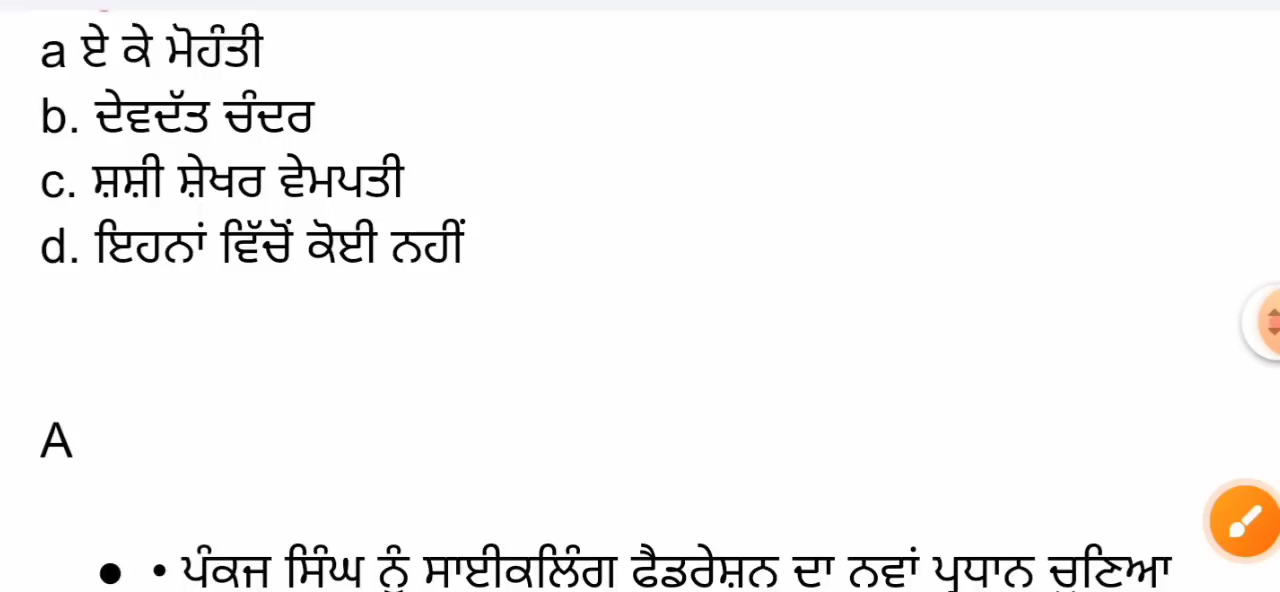 a ਏ ਕੇ ਮੋਹੰਤੀ
b. ਦੇਵਦੱਤ ਚੰਦਰ
c. ਸ਼ਸ਼ੀ ਸ਼ੇਖਰ ਵੇਮਪਤੀ
d. ਇਹਨਾਂ ਵਿੱਚੋਂ ਕੋਈ ਨਹੀਂ
A
● • ਪੰਕਜ ਸਿੰਘ ਨੂੰ ਸਾਈਕਲਿੰਗ ਫੈਡਰੇਸ਼ਨ ਦਾ ਨਵਾਂ ਪ੍ਰਧਾਨ ਚੁਣਿਆ